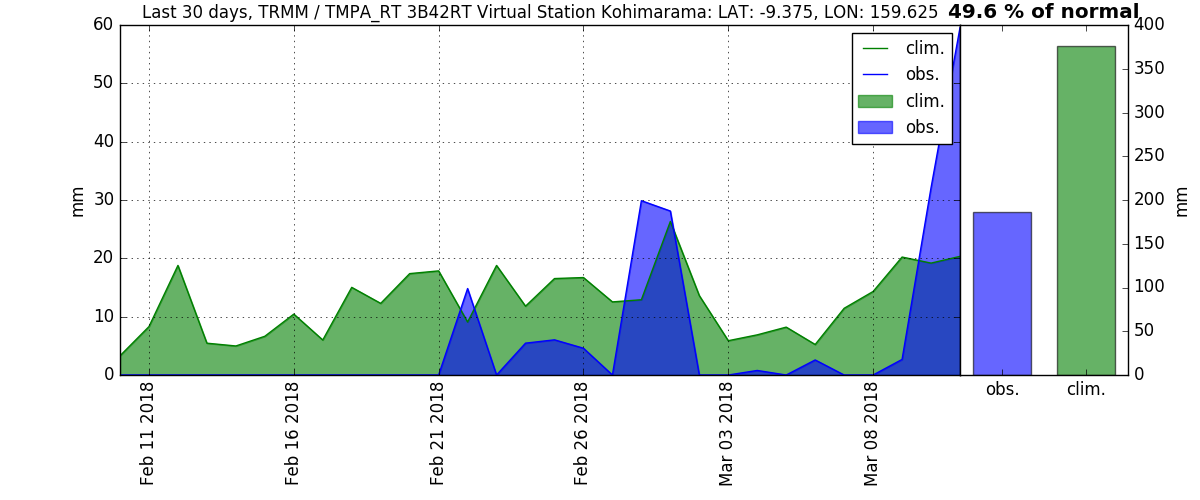 Last 30 days, TRMM / TMPA_RT 3B42RT Virtual Station Kohimarama: LAT: -9.375, LON: 159.625 49.6 % of normal
60
50
40
30
20
10
0
mm
clim.
obs.
clim.
obs.
400
350
300
250
200
150
100
50
0
mm
obs. clim.
Feb 11 2018
Feb 16 2018
Feb 21 2018
Feb 26 2018
Mar 03 2018
Mar 08 2018